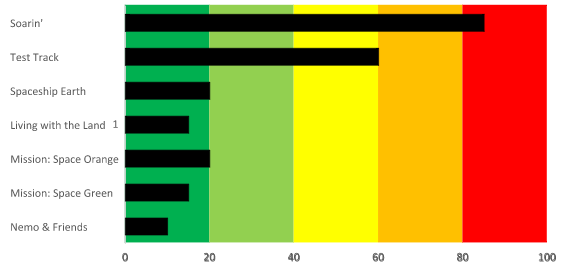 Soarin’
Test Track
Spaceship Earth
Living with the Land 1
Mission: Space Orange
Mission: Space Green
Nemo & Friends
0 20 40 60 80 100